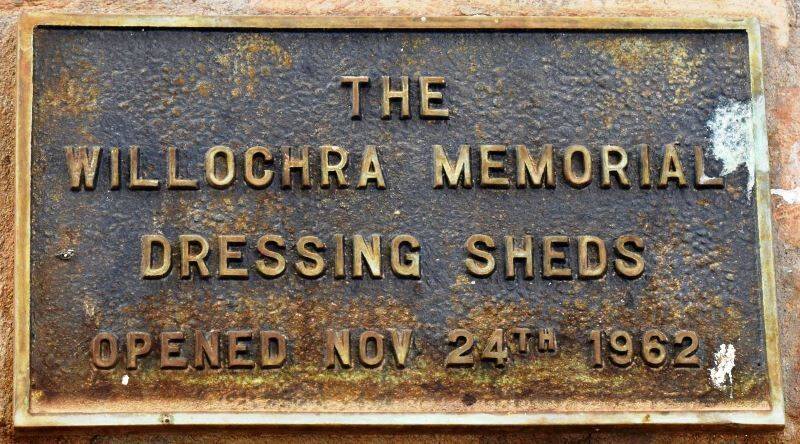 THE
WILLOCHRA MEMORIAL
DRESSING SHEDS
OPENED NOV 24TH 1962